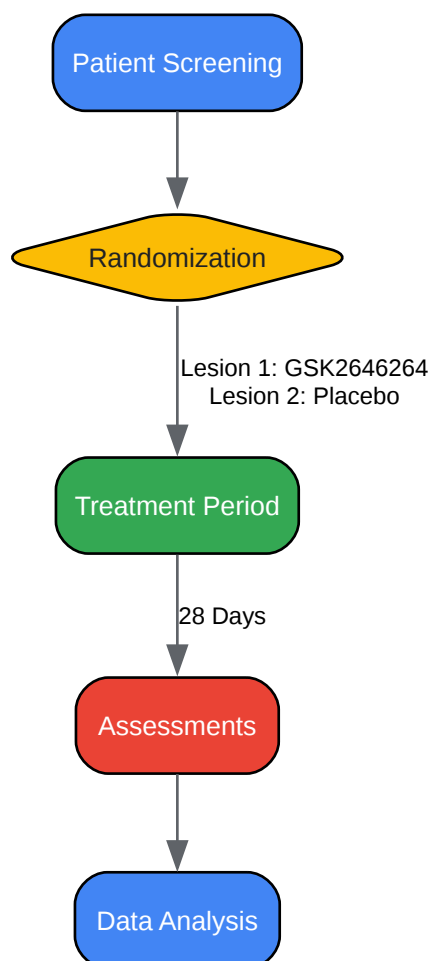 Patient Screening
Randomization
Lesion 1: GSK2646264
Lesion 2: Placebo
Treatment Period
28 Days
Assessments
Data Analysis